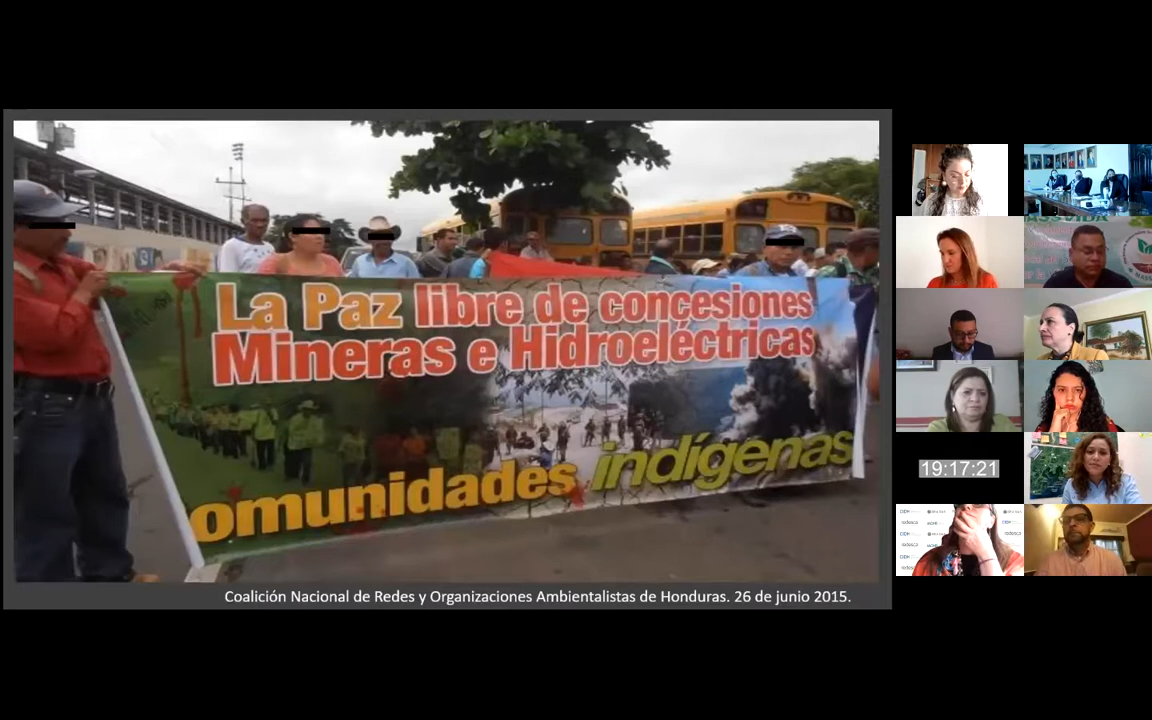 La Paz libre de concesiones
Mineras e Hidroeléctricas
omunidades indígenas
Coalición Nacional de Redes y Organizaciones Ambientalistas de Honduras. 26 de junio 2015.
19:17:21